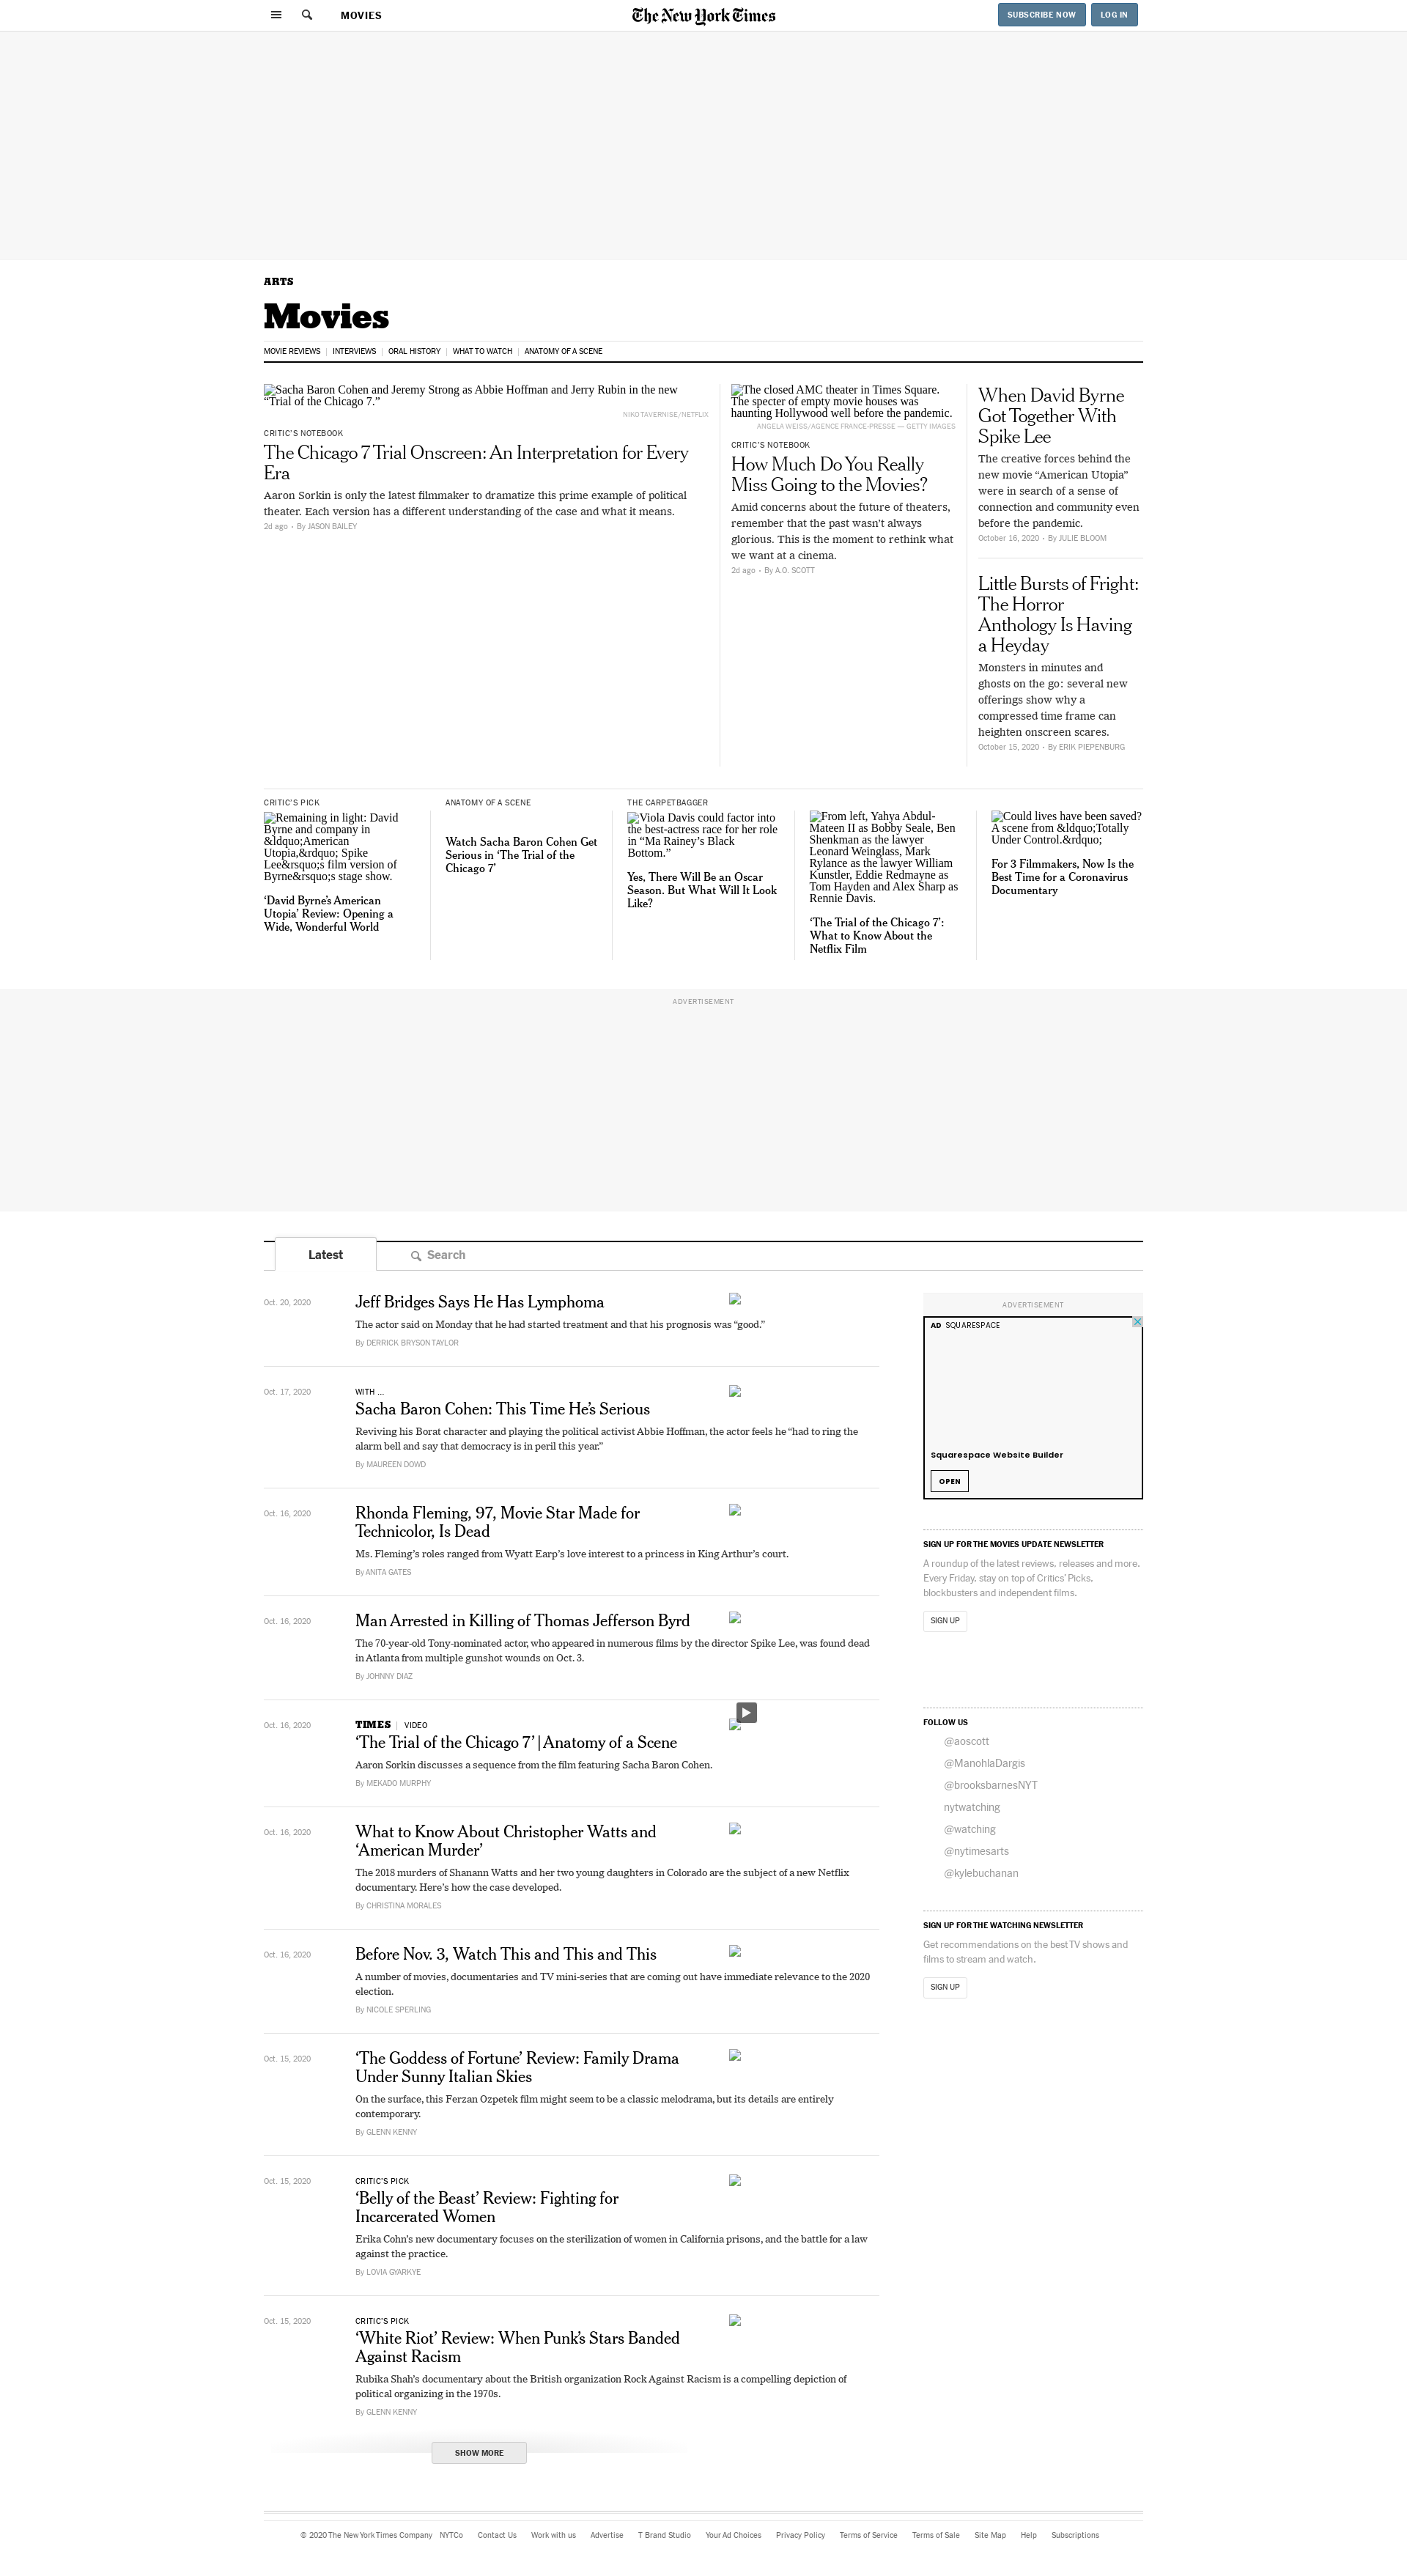 MOVIES
The New York Times
SUBSCRIBE NOW
LOG IN
ARTS
Movies
MOVIE REVIEWS
INTERVIEWS
ORAL HISTORY
WHAT TO WATCH
ANATOMY OF A SCENE
Sacha Baron Cohen and Jeremy Strong as Abbie Hoffman and Jerry Rubin in the new
“Trial of the Chicago 7.”
NIKO TAVERNISE/NETFLIX
CRITIC’S NOTEBOOK
The Chicago 7 Trial Onscreen: An Interpretation for Every
Era
Aaron Sorkin is only the latest filmmaker to dramatize this prime example of political
theater. Each version has a different understanding of the case and what it means.
2d ago • By JASON BAILEY
The closed AMC theater in Times Square.
The specter of empty movie houses was
haunting Hollywood well before the pandemic.
ANGELA WEISS/AGENCE FRANCE-PRESSE — GETTY IMAGES
CRITIC’S NOTEBOOK
How Much Do You Really
Miss Going to the Movies?
Amid concerns about the future of theaters,
remember that the past wasn’t always
glorious. This is the moment to rethink what
we want at a cinema.
2d ago • By A.O. SCOTT
When David Byrne
Got Together With
Spike Lee
The creative forces behind the
new movie “American Utopia”
were in search of a sense of
connection and community even
before the pandemic.
October 16, 2020 • By JULIE BLOOM
Little Bursts of Fright:
The Horror
Anthology Is Having
a Heyday
Monsters in minutes and
ghosts on the go: several new
offerings show why a
compressed time frame can
heighten onscreen scares.
October 15, 2020 • By ERIK PIEPENBURG
CRITIC’S PICK
Remaining in light: David
Byrne and company in
&ldquo;American
Utopia,&rdquo; Spike
Lee&rsquo;s film version of
Byrne&rsquo;s stage show.
‘David Byrne’s American
Utopia’ Review: Opening a
Wide, Wonderful World
ANATOMY OF A SCENE
Watch Sacha Baron Cohen Get
Serious in ‘The Trial of the
Chicago 7’
THE CARPETBAGGER
Viola Davis could factor into
the best-actress race for her role
in “Ma Rainey’s Black
Bottom.”
Yes, There Will Be an Oscar
Season. But What Will It Look
Like?
From left, Yahya Abdul-
Mateen II as Bobby Seale, Ben
Shenkman as the lawyer
Leonard Weinglass, Mark
Rylance as the lawyer William
Kunstler, Eddie Redmayne as
Tom Hayden and Alex Sharp as
Rennie Davis.
‘The Trial of the Chicago 7’:
What to Know About the
Netflix Film
Could lives have been saved?
A scene from &ldquo;Totally
Under Control.&rdquo;
For 3 Filmmakers, Now Is the
Best Time for a Coronavirus
Documentary
ADVERTISEMENT
Latest
Search
Oct. 20, 2020
Jeff Bridges Says He Has Lymphoma
The actor said on Monday that he had started treatment and that his prognosis was “good.”
By DERRICK BRYSON TAYLOR
Oct. 17, 2020
WITH ...
Sacha Baron Cohen: This Time He’s Serious
Reviving his Borat character and playing the political activist Abbie Hoffman, the actor feels he “had to ring the
alarm bell and say that democracy is in peril this year.”
By MAUREEN DOWD
Oct. 16, 2020
Rhonda Fleming, 97, Movie Star Made for
Technicolor, Is Dead
Ms. Fleming’s roles ranged from Wyatt Earp’s love interest to a princess in King Arthur’s court.
By ANITA GATES
Oct. 16, 2020
Man Arrested in Killing of Thomas Jefferson Byrd
The 70-year-old Tony-nominated actor, who appeared in numerous films by the director Spike Lee, was found dead
in Atlanta from multiple gunshot wounds on Oct. 3.
By JOHNNY DIAZ
Oct. 16, 2020
TIMES | VIDEO
‘The Trial of the Chicago 7’ | Anatomy of a Scene
Aaron Sorkin discusses a sequence from the film featuring Sacha Baron Cohen.
By MEKADO MURPHY
Oct. 16, 2020
What to Know About Christopher Watts and
‘American Murder’
The 2018 murders of Shanann Watts and her two young daughters in Colorado are the subject of a new Netflix
documentary. Here’s how the case developed.
By CHRISTINA MORALES
Oct. 16, 2020
Before Nov. 3, Watch This and This and This
A number of movies, documentaries and TV mini-series that are coming out have immediate relevance to the 2020
election.
By NICOLE SPERLING
Oct. 15, 2020
‘The Goddess of Fortune’ Review: Family Drama
Under Sunny Italian Skies
On the surface, this Ferzan Ozpetek film might seem to be a classic melodrama, but its details are entirely
contemporary.
By GLENN KENNY
Oct. 15, 2020
CRITIC’S PICK
‘Belly of the Beast’ Review: Fighting for
Incarcerated Women
Erika Cohn’s new documentary focuses on the sterilization of women in California prisons, and the battle for a law
against the practice.
By LOVIA GYARKYE
Oct. 15, 2020
CRITIC’S PICK
‘White Riot’ Review: When Punk’s Stars Banded
Against Racism
Rubika Shah’s documentary about the British organization Rock Against Racism is a compelling depiction of
political organizing in the 1970s.
By GLENN KENNY
SHOW MORE
ADVERTISEMENT
AD SQUARESPACE
Squarespace Website Builder
OPEN
SIGN UP FOR THE MOVIES UPDATE NEWSLETTER
A roundup of the latest reviews, releases and more.
Every Friday, stay on top of Critics’ Picks,
blockbusters and independent films.
SIGN UP
FOLLOW US
@aoscott
@ManohlaDargis
@brooksbarnesNYT
nytwatching
@watching
@nytimesarts
@kylebuchanan
SIGN UP FOR THE WATCHING NEWSLETTER
Get recommendations on the best TV shows and
films to stream and watch.
SIGN UP
© 2020 The New York Times Company
NYTCo
Contact Us
Work with us
Advertise
T Brand Studio
Your Ad Choices
Privacy Policy
Terms of Service
Terms of Sale
Site Map
Help
Subscriptions